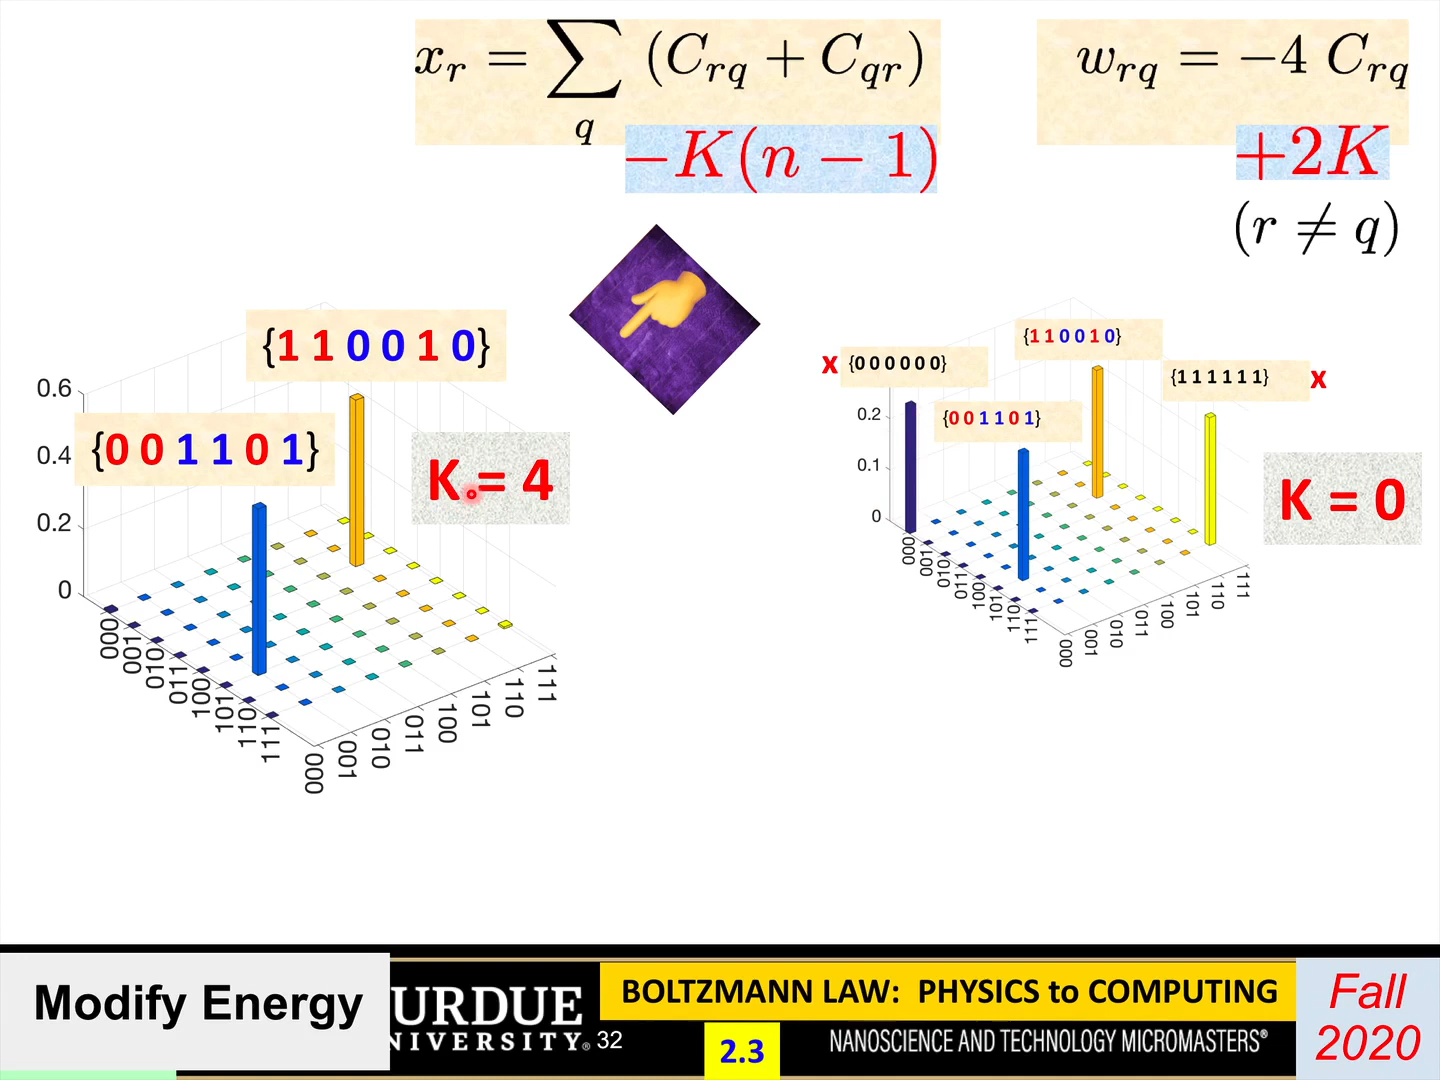 x_r = ∑_q (C_rq + C_qr)
−K(n − 1)
w_rq = −4 C_rq
+2K
(r ≠ q)
{1 1 0 0 1 0}
{0 0 1 1 0 1}
K = 4
0.6
0.4
0.2
0
000
001
010
011
100
101
110
111
000
001
010
011
100
101
110
111
x {0 0 0 0 0 0}
{1 1 0 0 1 0}
{1 1 1 1 1 1} x
{0 0 1 1 0 1}
K = 0
0.2
0.1
0
000
001
010
011
100
101
110
111
000
001
010
011
100
101
110
111
Modify Energy
URDUE
NIVERSITY® 32
BOLTZMANN LAW: PHYSICS to COMPUTING
2.3
NANOSCIENCE AND TECHNOLOGY MICROMASTERS®
Fall
2020